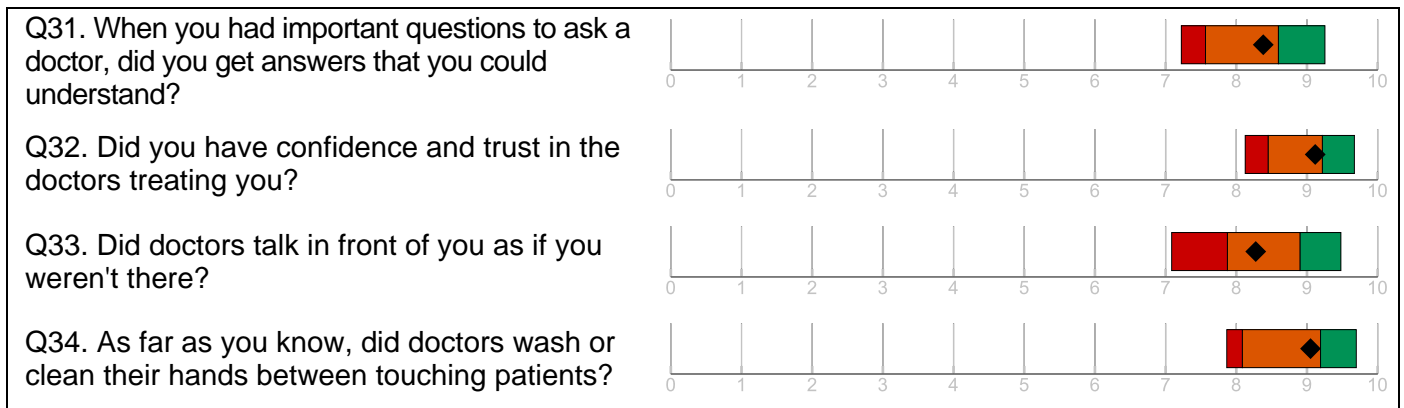 Q31. When you had important questions to ask a
doctor, did you get answers that you could
understand?
0 1 2 3 4 5 6 7 8 9 10
Q32. Did you have confidence and trust in the
doctors treating you?
0 1 2 3 4 5 6 7 8 9 10
Q33. Did doctors talk in front of you as if you
weren't there?
0 1 2 3 4 5 6 7 8 9 10
Q34. As far as you know, did doctors wash or
clean their hands between touching patients?
0 1 2 3 4 5 6 7 8 9 10